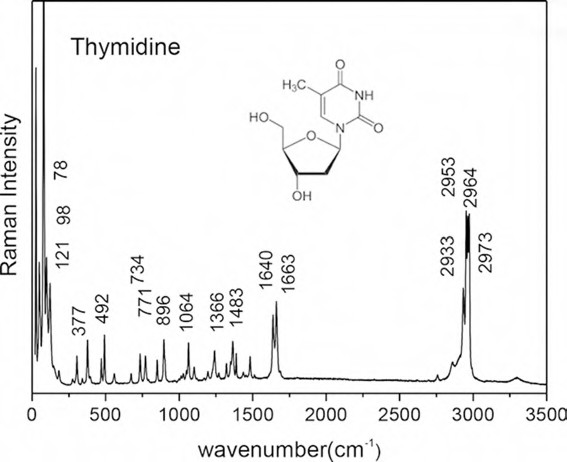 Thymidine
Raman Intensity
78
98
121
377
492
734
771
896
1064
1366
1483
1640
1663
2933
2953
2964
2973
H₃C
O
NH
N
O
HO
O
OH
0
500
1000
1500
2000
2500
3000
3500
wavenumber(cm⁻¹)